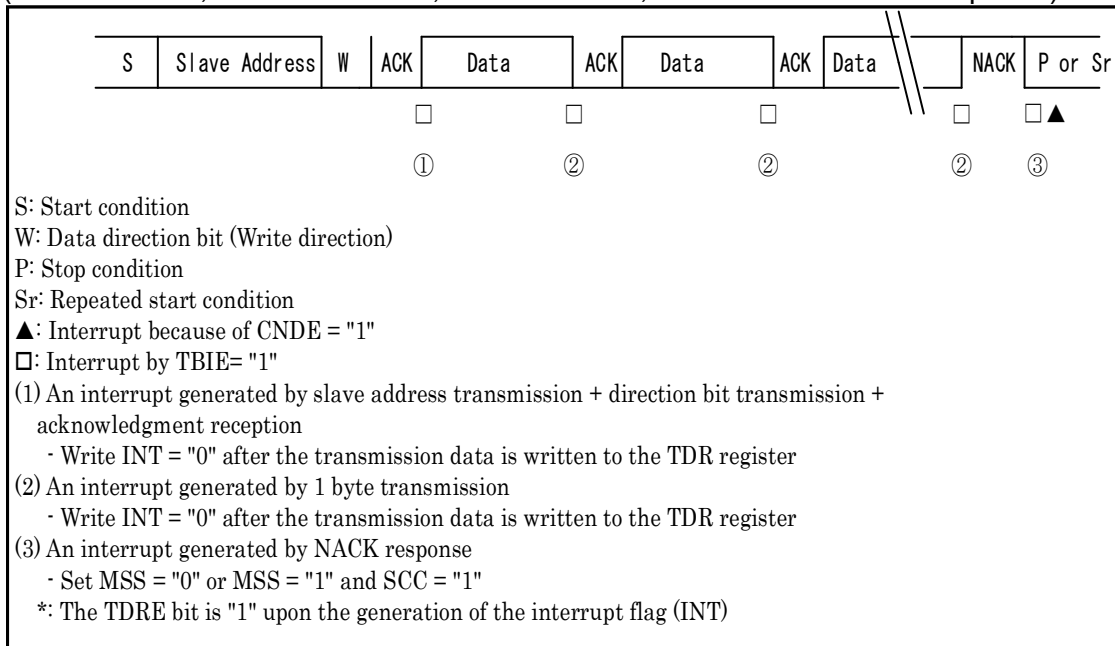 S Slave Address W ACK Data ACK Data ACK Data NACK P or Sr
□ □ □ □ □▲
① ② ② ② ③
S: Start condition
W: Data direction bit (Write direction)
P: Stop condition
Sr: Repeated start condition
▲: Interrupt because of CNDE = "1"
□: Interrupt by TBIE= "1"
(1) An interrupt generated by slave address transmission + direction bit transmission +
acknowledgment reception
- Write INT = "0" after the transmission data is written to the TDR register
(2) An interrupt generated by 1 byte transmission
- Write INT = "0" after the transmission data is written to the TDR register
(3) An interrupt generated by NACK response
- Set MSS = "0" or MSS = "1" and SCC = "1"
*: The TDRE bit is "1" upon the generation of the interrupt flag (INT)